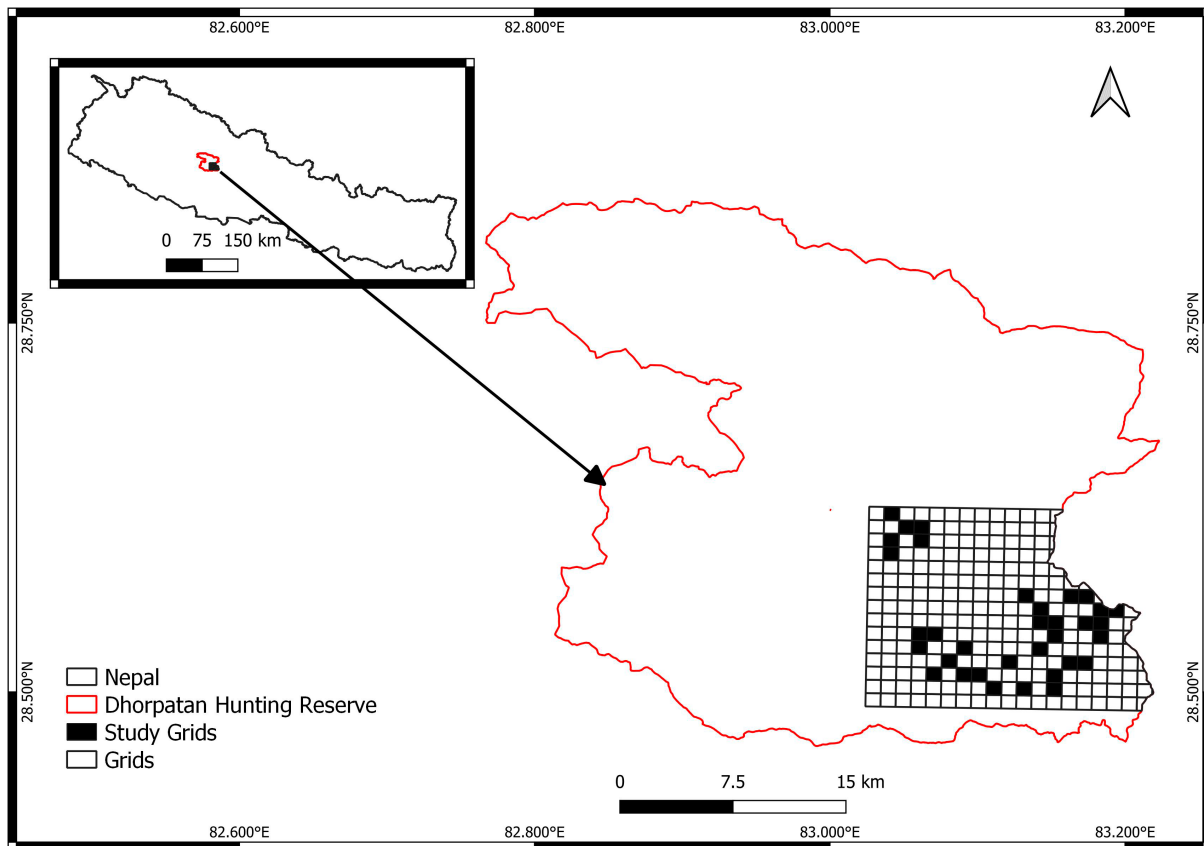 82.600°E 82.800°E 83.000°E 83.200°E
0 75 150 km
28.750°N 28.750°N
28.500°N 28.500°N
Nepal
Dhorpatan Hunting Reserve
Study Grids
Grids
0 7.5 15 km
82.600°E 82.800°E 83.000°E 83.200°E